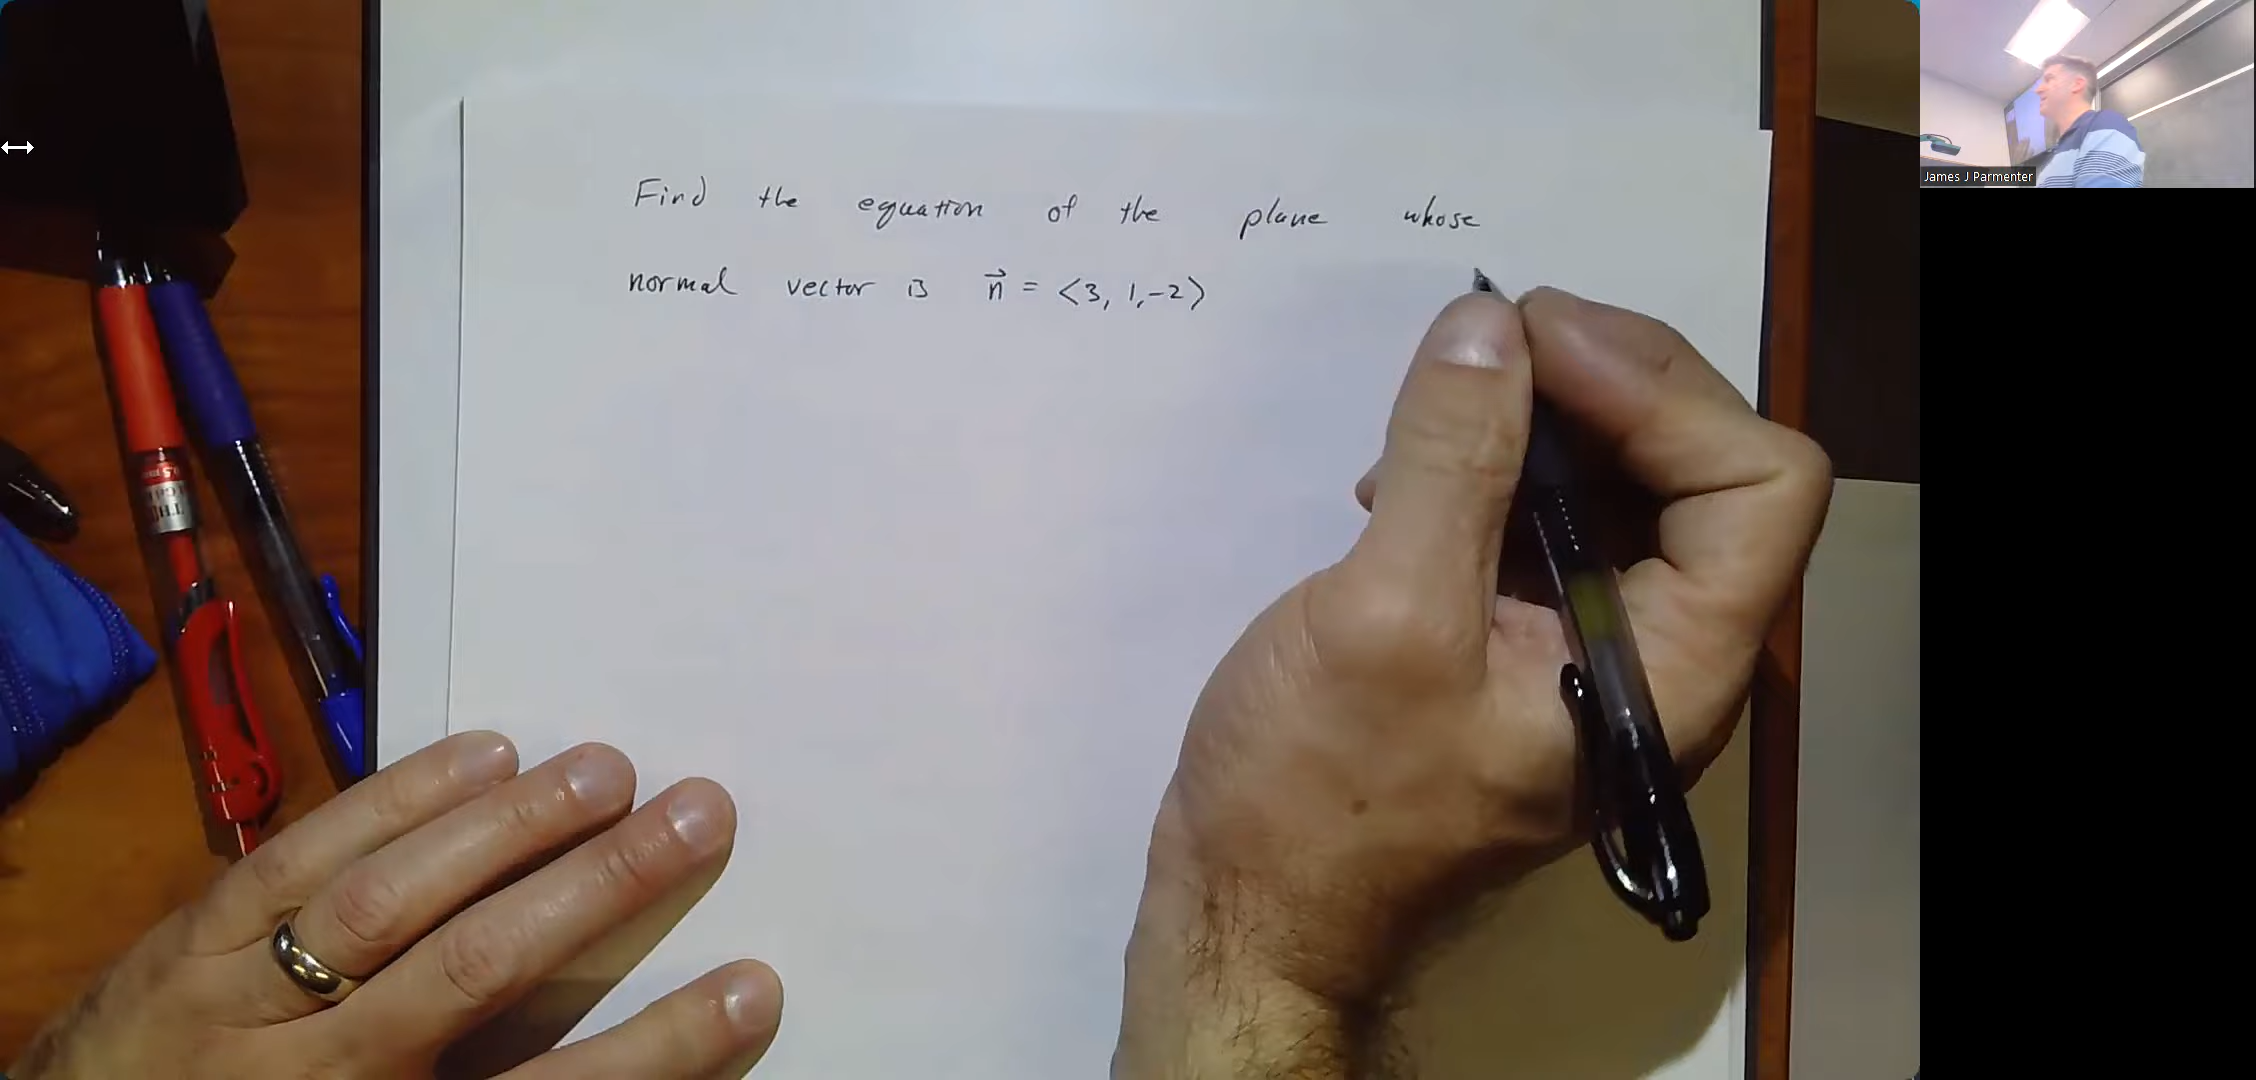 Find the equation of the plane whose
normal vector is n⃗ = ⟨3, 1, -2⟩
James J Parmenter